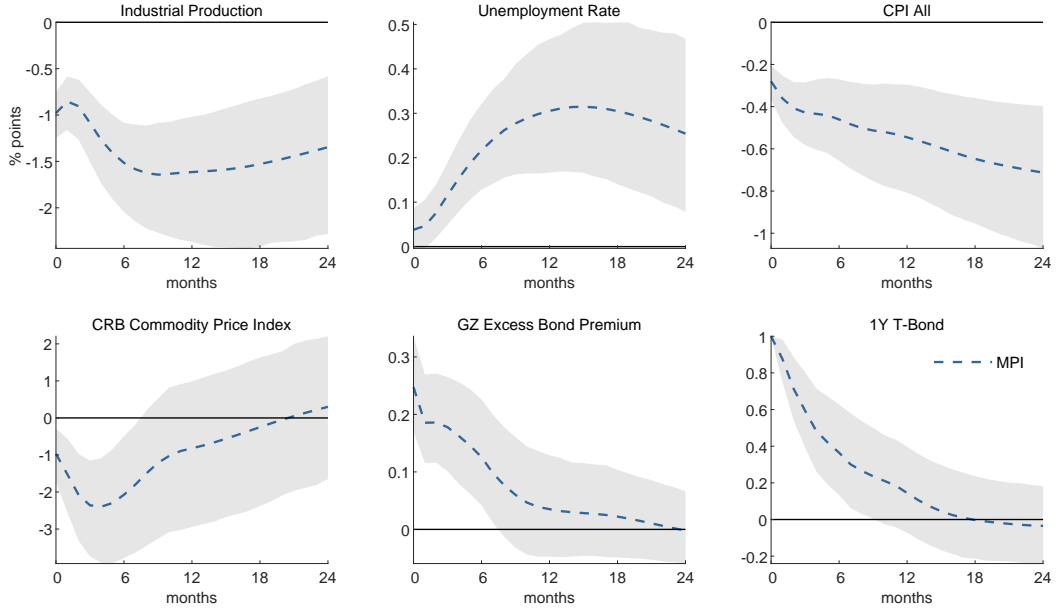 Industrial Production
0
-0.5
-1
-1.5
-2
% points
0 6 12 18 24
months
Unemployment Rate
0.5
0.4
0.3
0.2
0.1
0
0 6 12 18 24
months
CPI All
0
-0.2
-0.4
-0.6
-0.8
-1
0 6 12 18 24
months
CRB Commodity Price Index
2
1
0
-1
-2
-3
0 6 12 18 24
months
GZ Excess Bond Premium
0.3
0.2
0.1
0
0 6 12 18 24
months
1Y T-Bond
1
0.8
0.6
0.4
0.2
0
-0.2
MPI
0 6 12 18 24
months